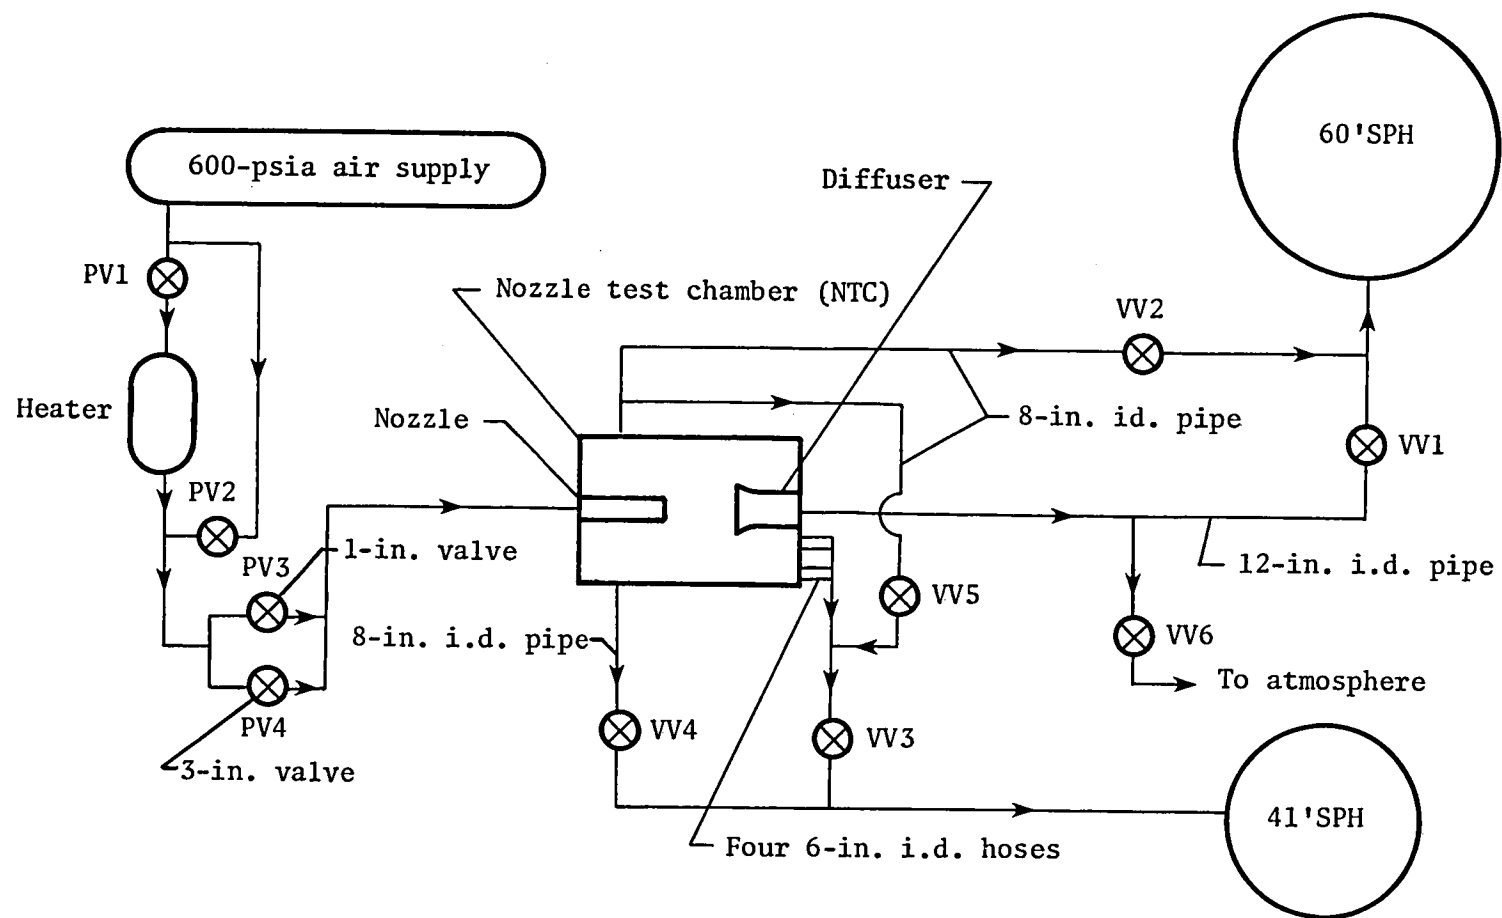 60'SPH
600-psia air supply
Diffuser
PV1
Nozzle test chamber (NTC)
VV2
Heater
Nozzle
8-in. id. pipe
VV1
PV2
1-in. valve
PV3
12-in. i.d. pipe
VV5
8-in. i.d. pipe
VV6
To atmosphere
PV4
VV4
VV3
3-in. valve
41'SPH
Four 6-in. i.d. hoses